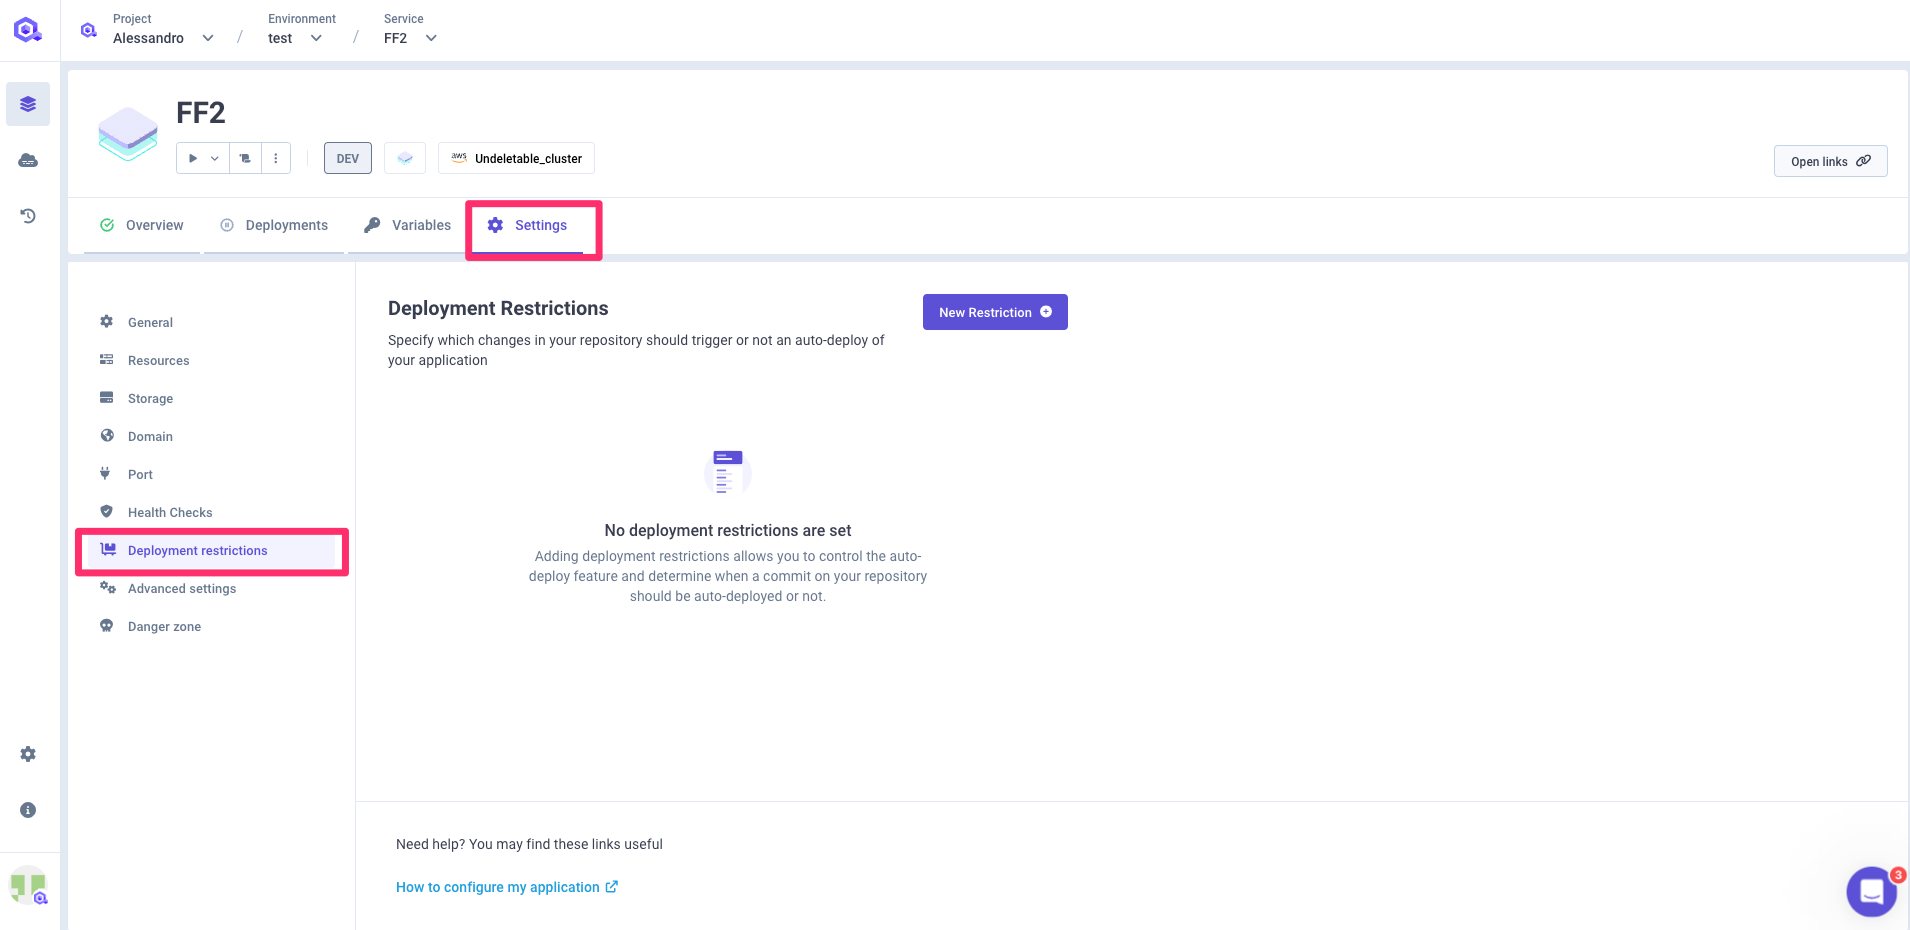 Project
Alessandro
/
Environment
test
/
Service
FF2
FF2
DEV
aws
Undeletable_cluster
Open links
Overview
Deployments
Variables
Settings
General
Resources
Storage
Domain
Port
Health Checks
Deployment restrictions
Advanced settings
Danger zone
Deployment Restrictions
Specify which changes in your repository should trigger or not an auto-deploy of
your application
New Restriction
No deployment restrictions are set
Adding deployment restrictions allows you to control the auto-
deploy feature and determine when a commit on your repository
should be auto-deployed or not.
Need help? You may find these links useful
How to configure my application
3